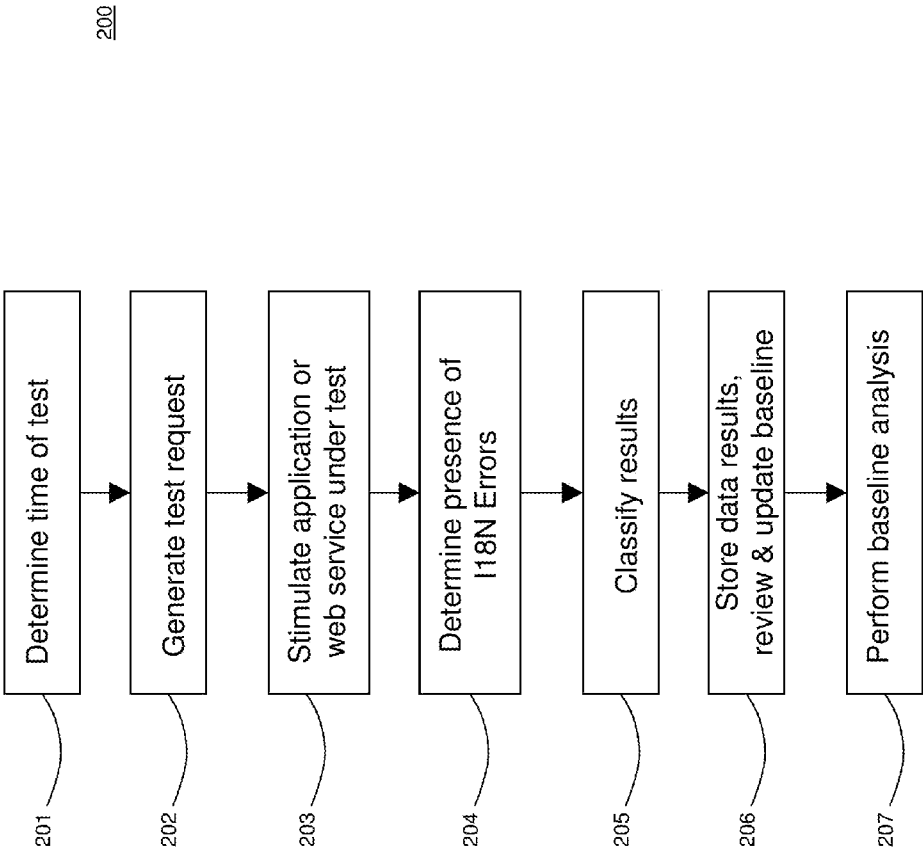 200
Determine time of test
201
Generate test request
202
Stimulate application or
web service under test
203
Determine presence of
I18N Errors
204
Classify results
205
Store data results,
review & update baseline
206
Perform baseline analysis
207